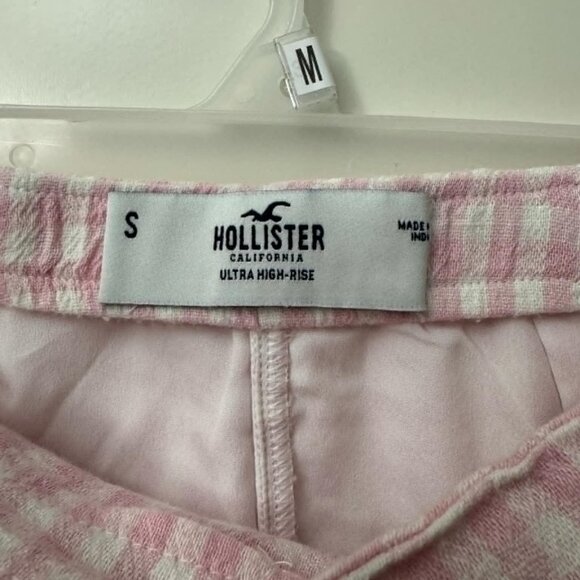 M
S
HOLLISTER
CALIFORNIA
ULTRA HIGH-RISE
MADE